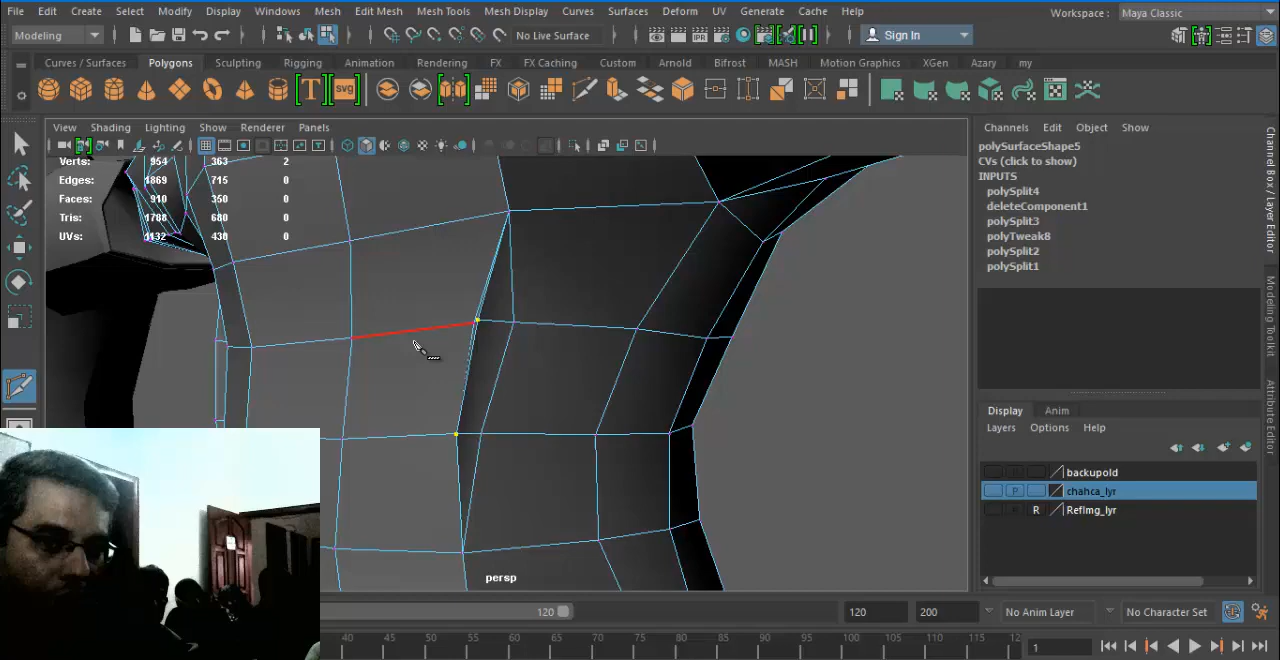 File Edit Create Select Modify Display Windows Mesh Edit Mesh Mesh Tools Mesh Display Curves Surfaces Deform UV Generate Cache Help Workspace : Maya Classic
Modeling No Live Surface Sign In
Curves / Surfaces Polygons Sculpting Rigging Animation Rendering FX FX Caching Custom Arnold Bifrost MASH Motion Graphics XGen Azary my
T SVG
View Shading Lighting Show Renderer Panels
Channels Edit Object Show
polySurfaceShape5
CVs (click to show)
INPUTS
polySplit4
deleteComponent1
polySplit3
polyTweak8
polySplit2
polySplit1
Verts: 954 363 2
Edges: 1869 715 0
Faces: 910 350 0
Tris: 1788 680 0
UVs: 1132 430 0
persp
Channel Box / Layer Editor
Modeling Toolkit
Attribute Editor
Display Anim
Layers Options Help
backupold
P chahca_lyr
R RefImg_lyr
120 120 200 No Anim Layer No Character Set
40 45 50 55 60 65 70 75 80 85 90 95 100 105 110 115 12 1